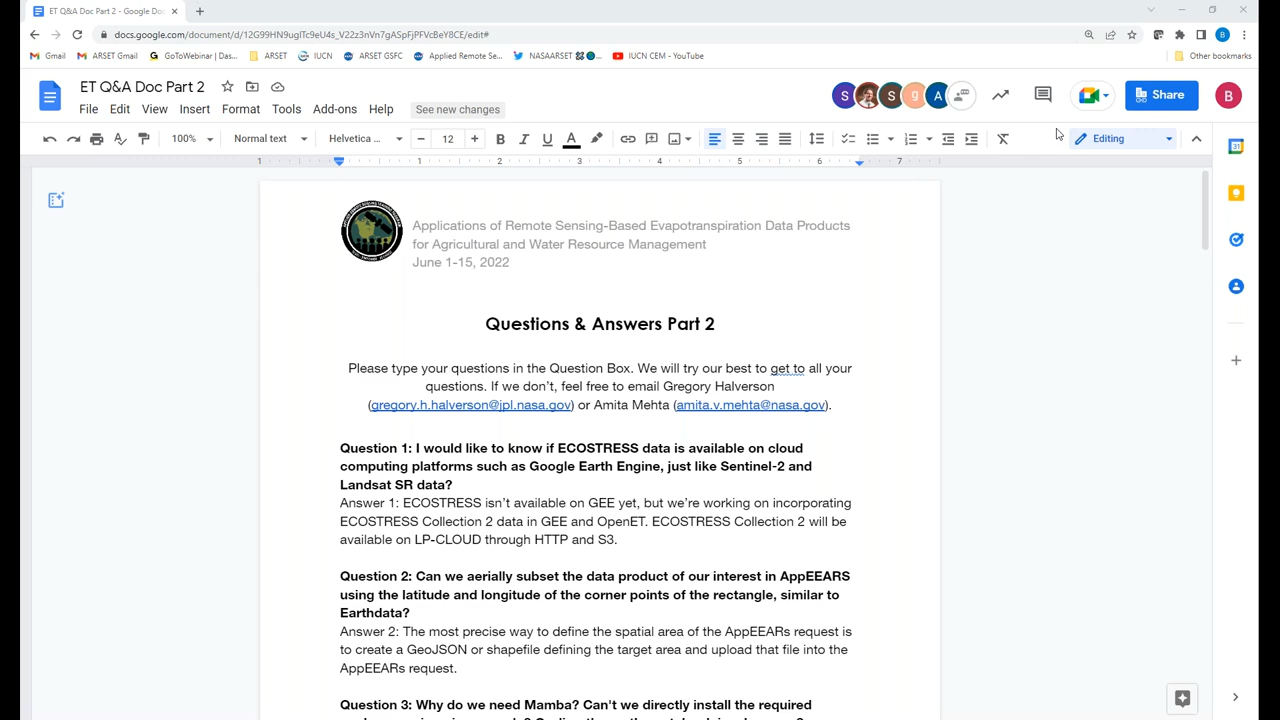 ET Q&A Doc Part 2 - Google Doc
docs.google.com/document/d/12G99HN9uglTc9eU4s_V22z3nVn7gASpFjPFVcBeY8CE/edit#
Gmail
ARSET Gmail
GoToWebinar | Das...
ARSET
IUCN
ARSET GSFC
Applied Remote Se...
NASAARSET
IUCN CEM - YouTube
Other bookmarks
ET Q&A Doc Part 2
File Edit View Insert Format Tools Add-ons Help See new changes
S S g A
Share
B
100% Normal text Helvetica ... 12 B I U A Editing
1 1 2 3 4 5 6 7
Applications of Remote Sensing-Based Evapotranspiration Data Products
for Agricultural and Water Resource Management
June 1-15, 2022
Questions & Answers Part 2
Please type your questions in the Question Box. We will try our best to get to all your
questions. If we don't, feel free to email Gregory Halverson
(gregory.h.halverson@jpl.nasa.gov) or Amita Mehta (amita.v.mehta@nasa.gov).
Question 1: I would like to know if ECOSTRESS data is available on cloud
computing platforms such as Google Earth Engine, just like Sentinel-2 and
Landsat SR data?
Answer 1: ECOSTRESS isn't available on GEE yet, but we're working on incorporating
ECOSTRESS Collection 2 data in GEE and OpenET. ECOSTRESS Collection 2 will be
available on LP-CLOUD through HTTP and S3.
Question 2: Can we aerially subset the data product of our interest in AppEEARS
using the latitude and longitude of the corner points of the rectangle, similar to
Earthdata?
Answer 2: The most precise way to define the spatial area of the AppEEARs request is
to create a GeoJSON or shapefile defining the target area and upload that file into the
AppEEARs request.
Question 3: Why do we need Mamba? Can't we directly install the required